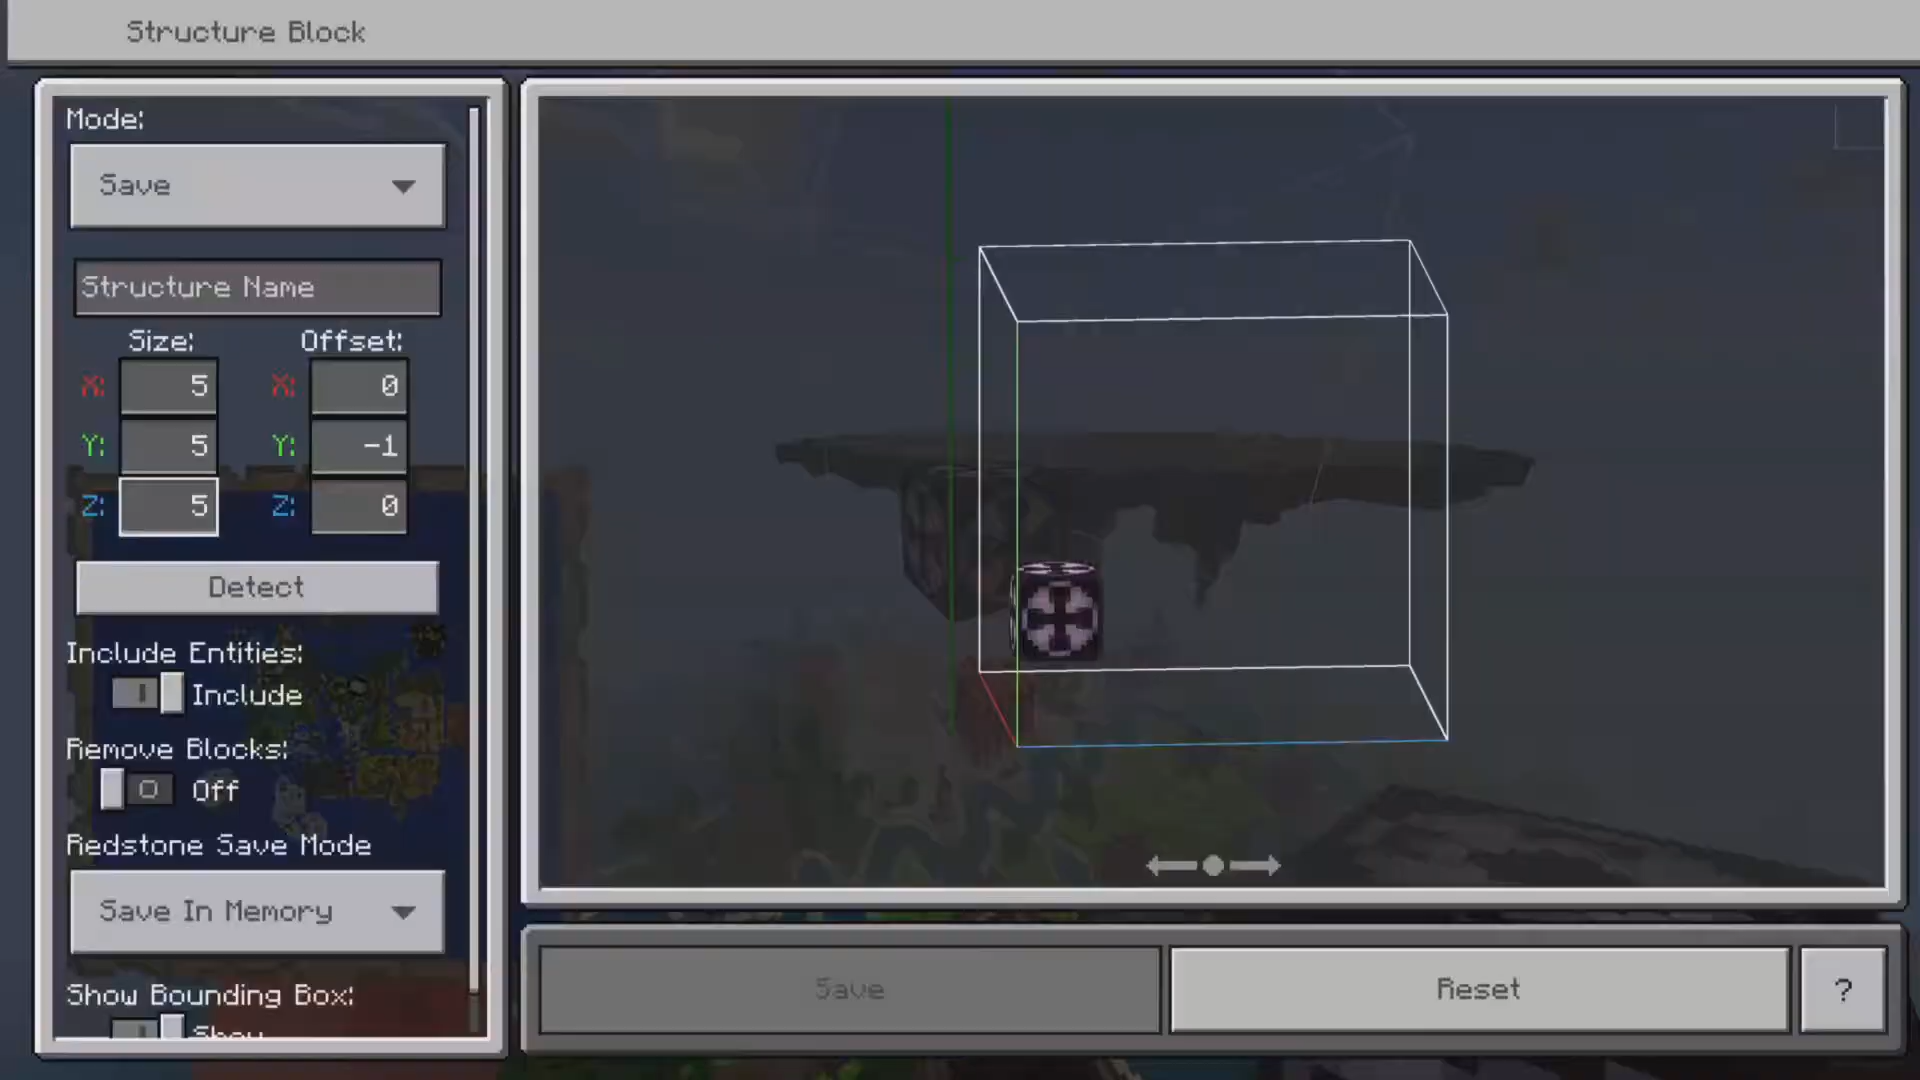 Structure Block
Mode:
Save
Structure Name
Size: Offset:
X: 5 X: 0
Y: 5 Y: -1
Z: 5 Z: 0
Detect
Include Entities:
Include
Remove Blocks:
Off
Redstone Save Mode
Save In Memory
Show Bounding Box:
Show
Save
Reset
?